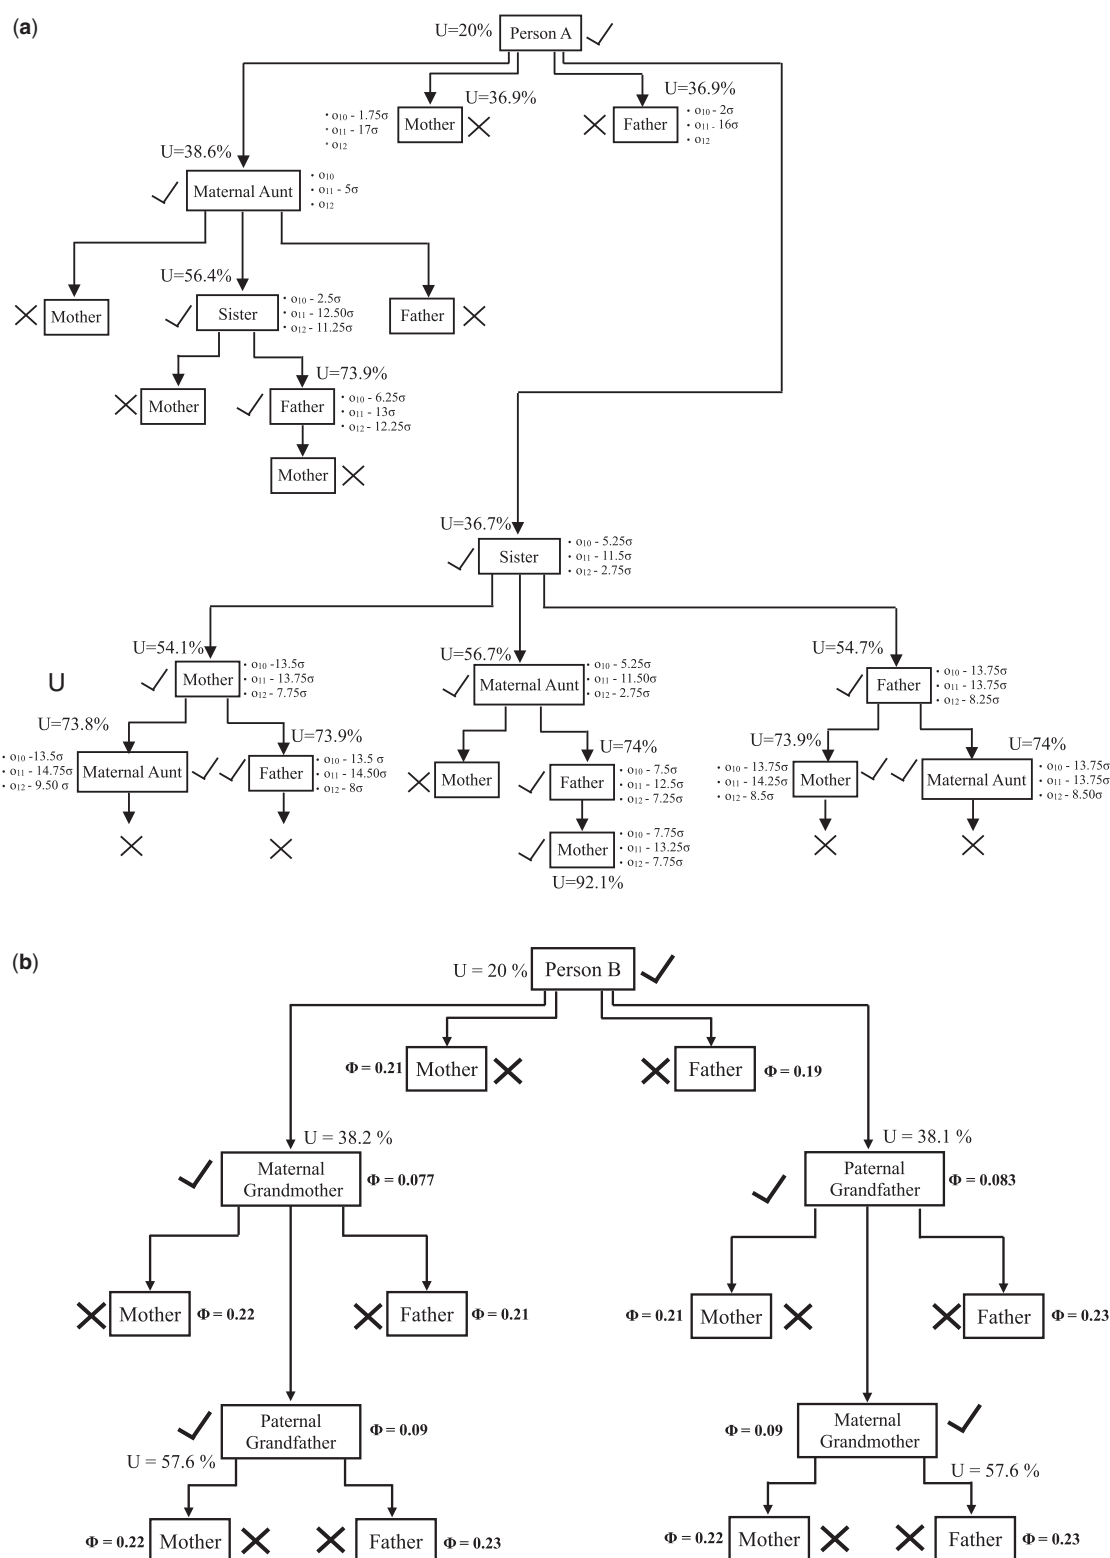 (a)
U=20%
Person A
U=36.9%
Mother
• o10 - 1.75σ
• o11 - 17σ
• o12
U=36.9%
Father
• o10 - 2σ
• o11 - 16σ
• o12
U=38.6%
Maternal Aunt
• o10
• o11 - 5σ
• o12
Mother
U=56.4%
Sister
• o10 - 2.5σ
• o11 - 12.50σ
• o12 - 11.25σ
Father
Mother
U=73.9%
Father
• o10 - 6.25σ
• o11 - 13σ
• o12 - 12.25σ
Mother
U=36.7%
Sister
• o10 - 5.25σ
• o11 - 11.5σ
• o12 - 2.75σ
U=54.1%
Mother
• o10 -13.5σ
• o11 - 13.75σ
• o12 - 7.75σ
U=56.7%
Maternal Aunt
• o10 - 5.25σ
• o11 - 11.50σ
• o12 - 2.75σ
U=54.7%
Father
• o10 - 13.75σ
• o11 - 13.75σ
• o12 - 8.25σ
U
U=73.8%
• o10 -13.5σ
• o11 - 14.75σ
• o12 - 9.50 σ
Maternal Aunt
U=73.9%
Father
• o10 - 13.5 σ
• o11 - 14.50σ
• o12 - 8σ
Mother
U=74%
Father
• o10 - 7.5σ
• o11 - 12.5σ
• o12 - 7.25σ
U=73.9%
• o10 - 13.75σ
• o11 - 14.25σ
• o12 - 8.5σ
Mother
U=74%
Maternal Aunt
• o10 - 13.75σ
• o11 - 13.75σ
• o12 - 8.50σ
Mother
• o10 - 7.75σ
• o11 - 13.25σ
• o12 - 7.75σ
U=92.1%
(b)
U = 20 %
Person B
Φ = 0.21
Mother
Father
Φ = 0.19
U = 38.2 %
Maternal
Grandmother
Φ = 0.077
U = 38.1 %
Paternal
Grandfather
Φ = 0.083
Mother
Φ = 0.22
Father
Φ = 0.21
Φ = 0.21
Mother
Father
Φ = 0.23
Paternal
Grandfather
Φ = 0.09
U = 57.6 %
Φ = 0.09
Maternal
Grandmother
U = 57.6 %
Φ = 0.22
Mother
Father
Φ = 0.23
Φ = 0.22
Mother
Father
Φ = 0.23